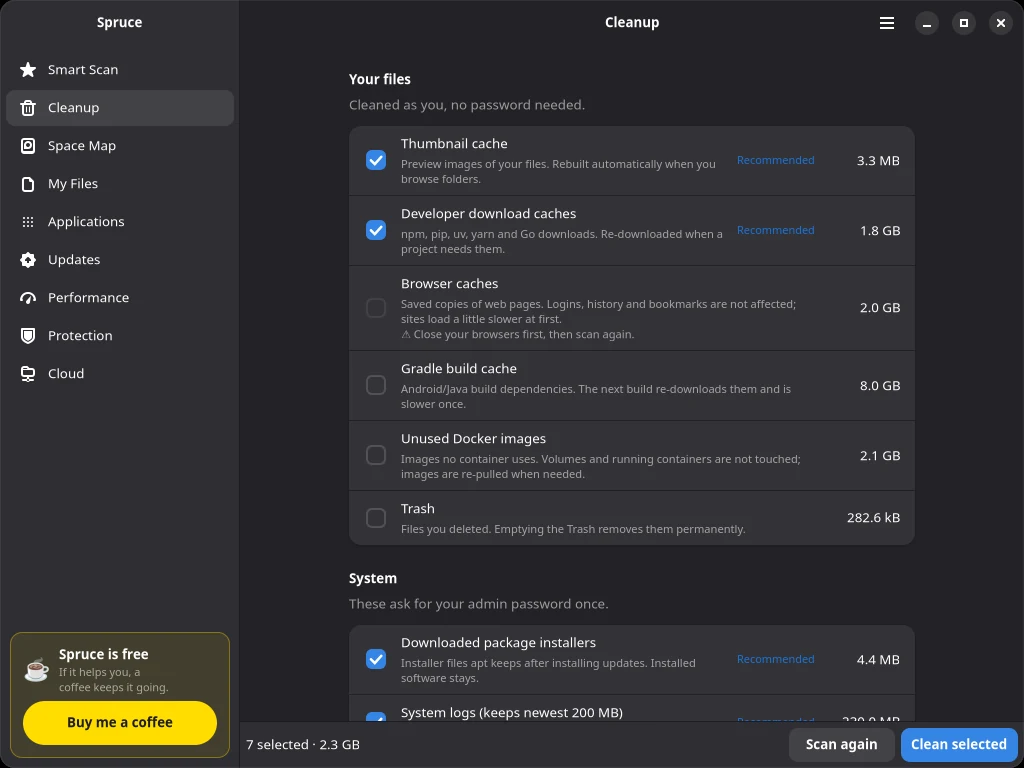 Spruce
Cleanup
Smart Scan
Cleanup
Space Map
My Files
Applications
Updates
Performance
Protection
Cloud
Spruce is free
If it helps you, a
coffee keeps it going.
Buy me a coffee
Your files
Cleaned as you, no password needed.
Thumbnail cache
Preview images of your files. Rebuilt automatically when you
browse folders.
Recommended
3.3 MB
Developer download caches
npm, pip, uv, yarn and Go downloads. Re-downloaded when a
project needs them.
Recommended
1.8 GB
Browser caches
Saved copies of web pages. Logins, history and bookmarks are not affected;
sites load a little slower at first.
⚠ Close your browsers first, then scan again.
2.0 GB
Gradle build cache
Android/Java build dependencies. The next build re-downloads them and is
slower once.
8.0 GB
Unused Docker images
Images no container uses. Volumes and running containers are not touched;
images are re-pulled when needed.
2.1 GB
Trash
Files you deleted. Emptying the Trash removes them permanently.
282.6 kB
System
These ask for your admin password once.
Downloaded package installers
Installer files apt keeps after installing updates. Installed
software stays.
Recommended
4.4 MB
System logs (keeps newest 200 MB)
Recommended
7 selected · 2.3 GB
Scan again
Clean selected